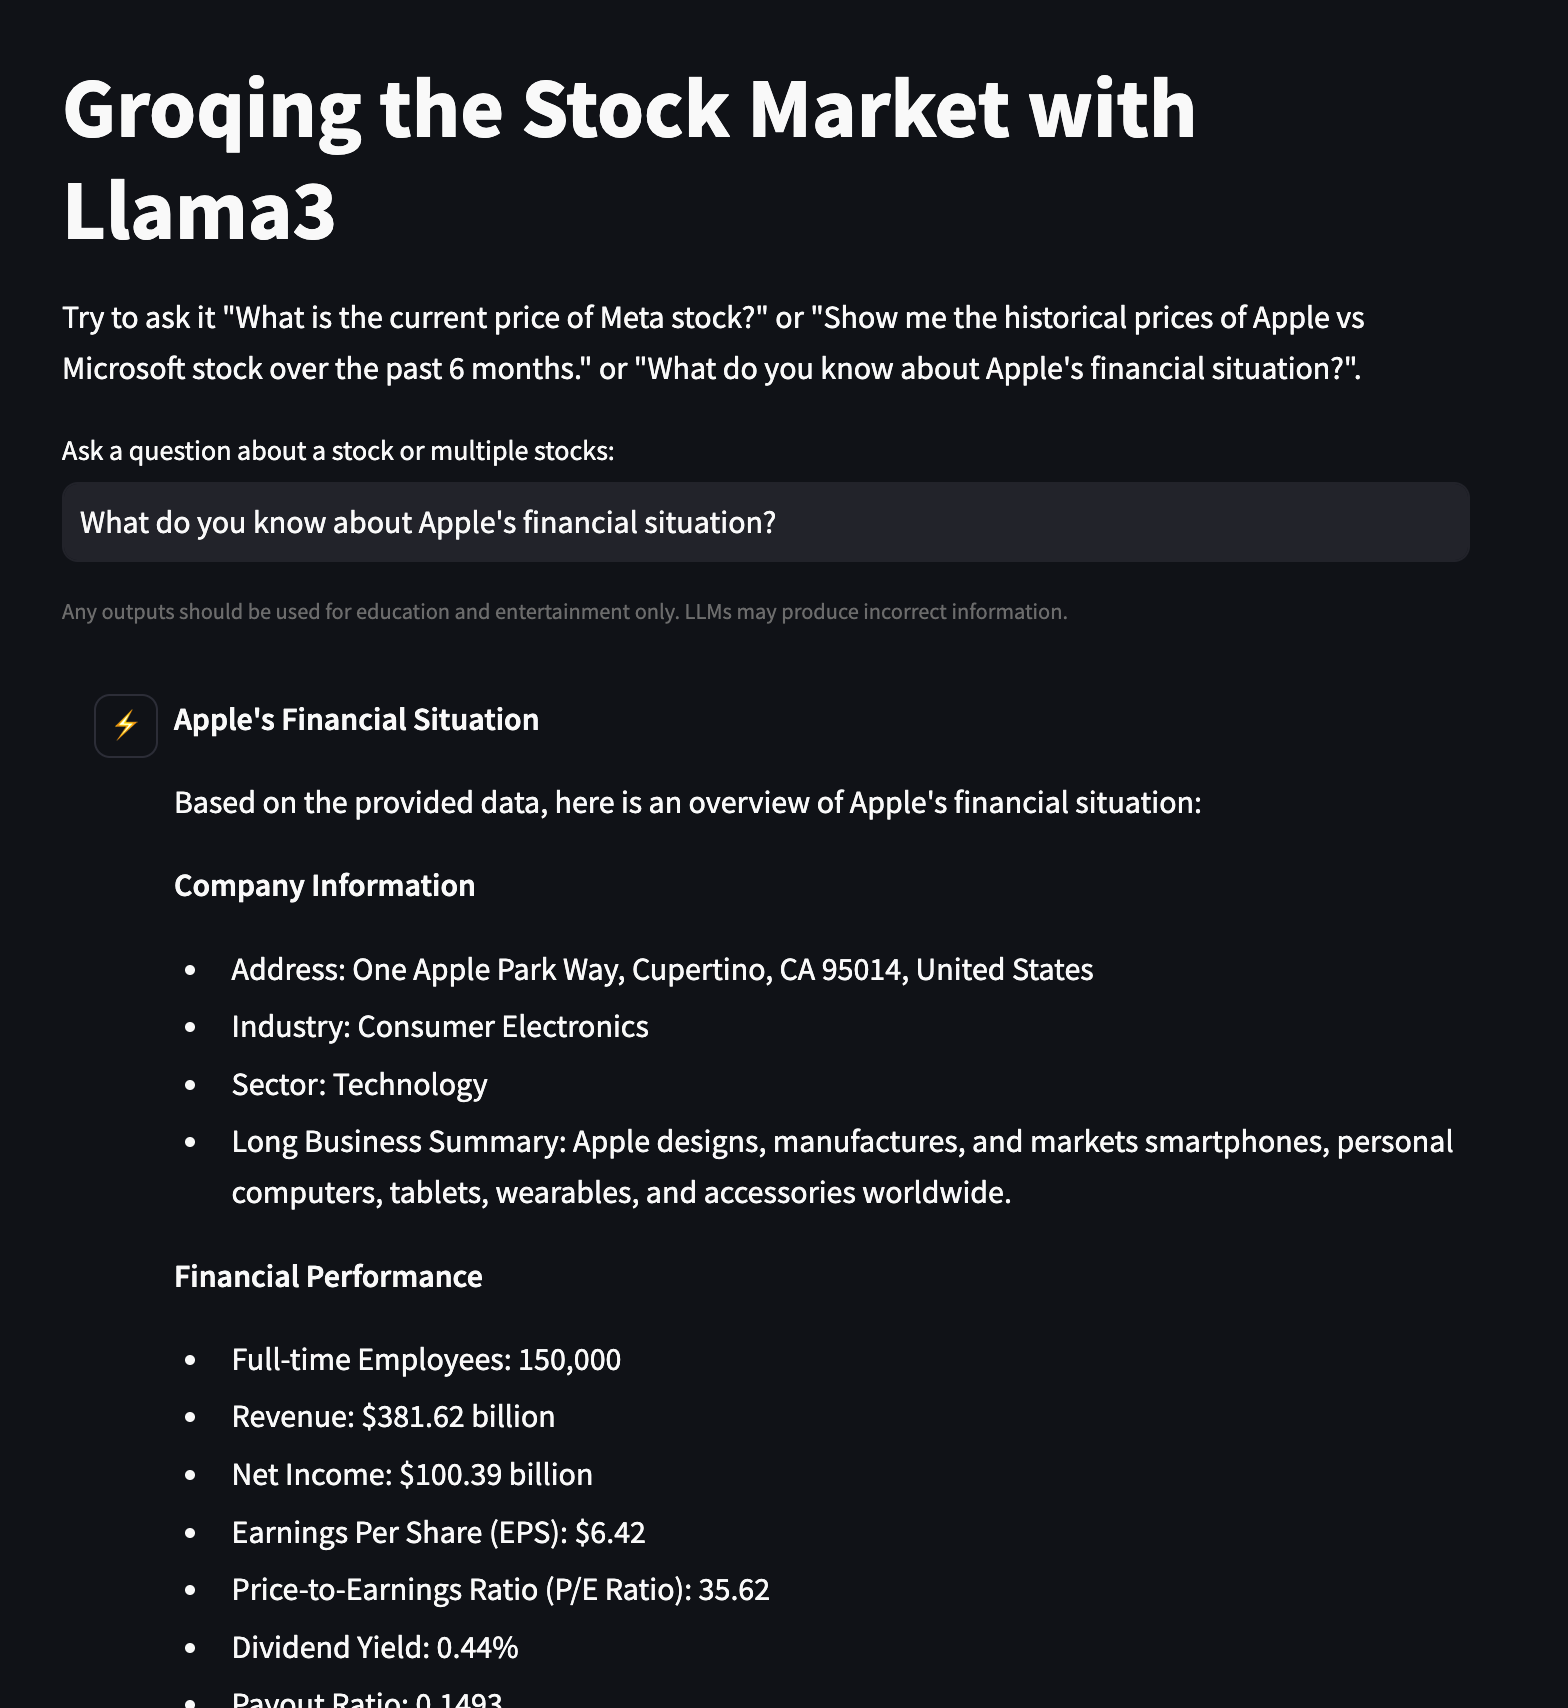 Groqing the Stock Market with
Llama3
Try to ask it "What is the current price of Meta stock?" or "Show me the historical prices of Apple vs
Microsoft stock over the past 6 months." or "What do you know about Apple's financial situation?".
Ask a question about a stock or multiple stocks:
What do you know about Apple's financial situation?
Any outputs should be used for education and entertainment only. LLMs may produce incorrect information.
Apple's Financial Situation
Based on the provided data, here is an overview of Apple's financial situation:
Company Information
• Address: One Apple Park Way, Cupertino, CA 95014, United States
• Industry: Consumer Electronics
• Sector: Technology
• Long Business Summary: Apple designs, manufactures, and markets smartphones, personal
computers, tablets, wearables, and accessories worldwide.
Financial Performance
• Full-time Employees: 150,000
• Revenue: $381.62 billion
• Net Income: $100.39 billion
• Earnings Per Share (EPS): $6.42
• Price-to-Earnings Ratio (P/E Ratio): 35.62
• Dividend Yield: 0.44%
• Payout Ratio: 0.1493